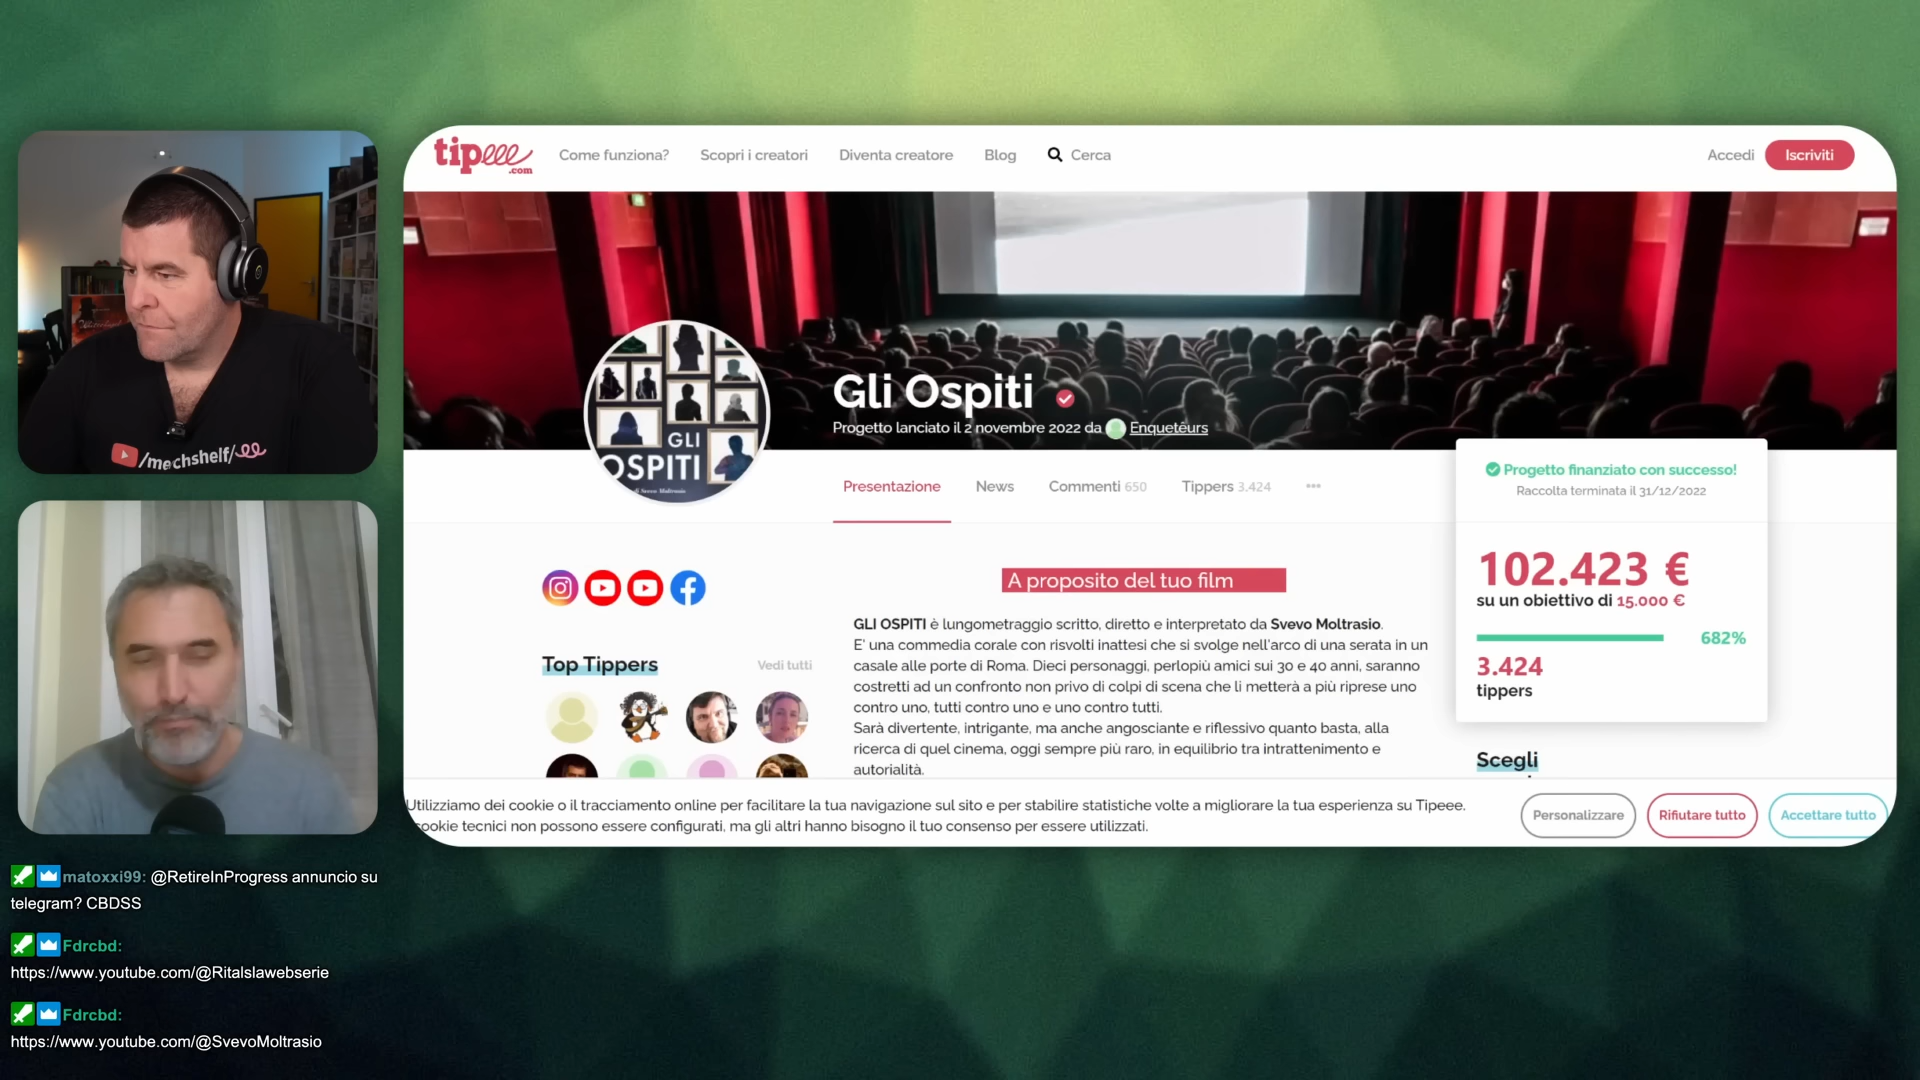 tipeee
.com
Come funziona?
Scopri i creatori
Diventa creatore
Blog
Cerca
Accedi
Iscriviti
Gli Ospiti
Progetto lanciato il 2 novembre 2022 da Enquetêurs
GLI
OSPITI
di Svevo Moltrasio
Presentazione
News
Commenti 650
Tippers 3.424
Progetto finanziato con successo!
Raccolta terminata il 31/12/2022
102.423 €
su un obiettivo di 15.000 €
682%
3.424
tippers
Scegli
Top Tippers
Vedi tutti
A proposito del tuo film
GLI OSPITI è lungometraggio scritto, diretto e interpretato da Svevo Moltrasio.
E' una commedia corale con risvolti inattesi che si svolge nell'arco di una serata in un
casale alle porte di Roma. Dieci personaggi, perlopiù amici sui 30 e 40 anni, saranno
costretti ad un confronto non privo di colpi di scena che li metterà a più riprese uno
contro uno, tutti contro uno e uno contro tutti.
Sarà divertente, intrigante, ma anche angosciante e riflessivo quanto basta, alla
ricerca di quel cinema, oggi sempre più raro, in equilibrio tra intrattenimento e
autorialità.
Utilizziamo dei cookie o il tracciamento online per facilitare la tua navigazione sul sito e per stabilire statistiche volte a migliorare la tua esperienza su Tipeee.
cookie tecnici non possono essere configurati, ma gli altri hanno bisogno il tuo consenso per essere utilizzati.
Personalizzare
Rifiutare tutto
Accettare tutto
/mechshelf/
matoxxi99: @RetireInProgress annuncio su
telegram? CBDSS
Fdrcbd:
https://www.youtube.com/@Ritalslawebserie
Fdrcbd:
https://www.youtube.com/@SvevoMoltrasio